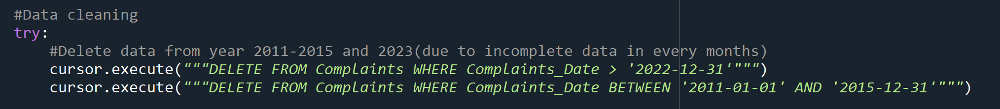 #Data cleaning
try:
    #Delete data from year 2011-2015 and 2023(due to incomplete data in every months)
    cursor.execute("""DELETE FROM Complaints WHERE Complaints_Date > '2022-12-31'""")
    cursor.execute("""DELETE FROM Complaints WHERE Complaints_Date BETWEEN '2011-01-01' AND '2015-12-31'""")